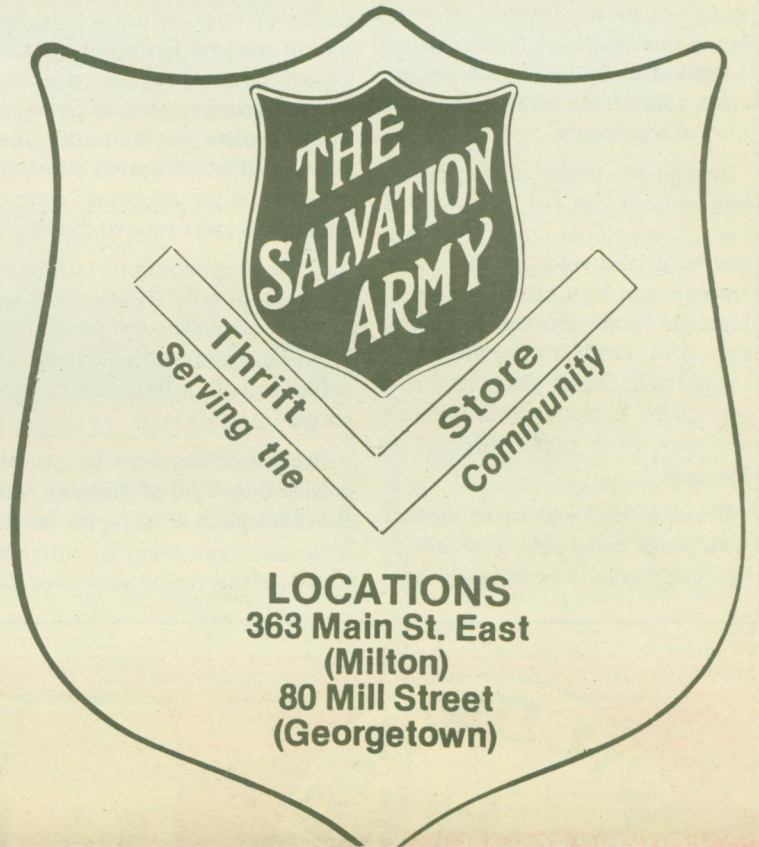 THE
SALVATION
ARMY
Thrift Store
Serving the Community
LOCATIONS
363 Main St. East
(Milton)
80 Mill Street
(Georgetown)